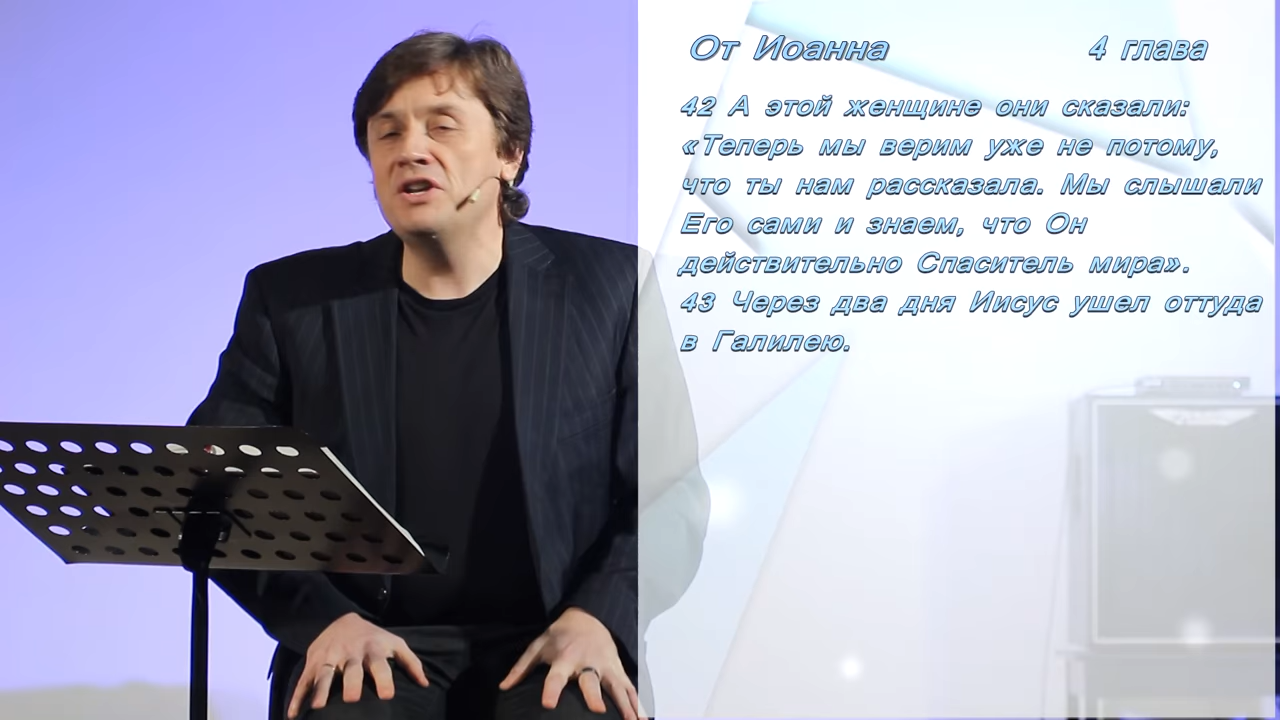 От Иоанна 4 глава
42 А этой женщине они сказали:
«Теперь мы верим уже не потому,
что ты нам рассказала. Мы слышали
Его сами и знаем, что Он
действительно Спаситель мира».
43 Через два дня Иисус ушел оттуда
в Галилею.